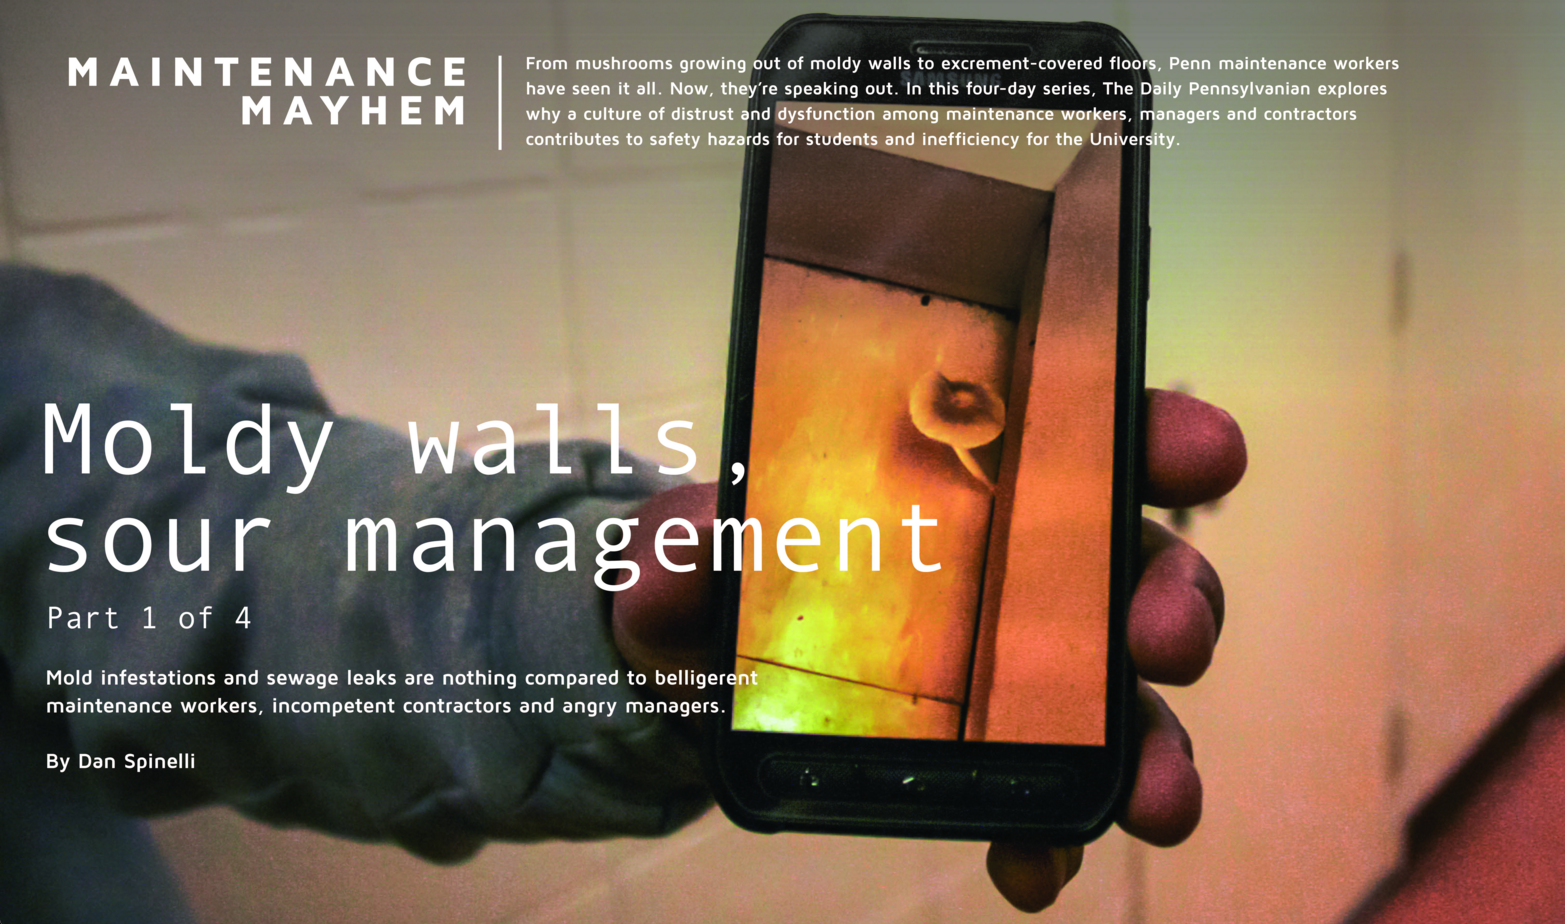 MAINTENANCE
MAYHEM
From mushrooms growing out of moldy walls to excrement-covered floors, Penn maintenance workers
have seen it all. Now, they're speaking out. In this four-day series, The Daily Pennsylvanian explores
why a culture of distrust and dysfunction among maintenance workers, managers and contractors
contributes to safety hazards for students and inefficiency for the University.
SAMSUNG
Moldy walls,
sour management
Part 1 of 4
Mold infestations and sewage leaks are nothing compared to belligerent
maintenance workers, incompetent contractors and angry managers.
By Dan Spinelli